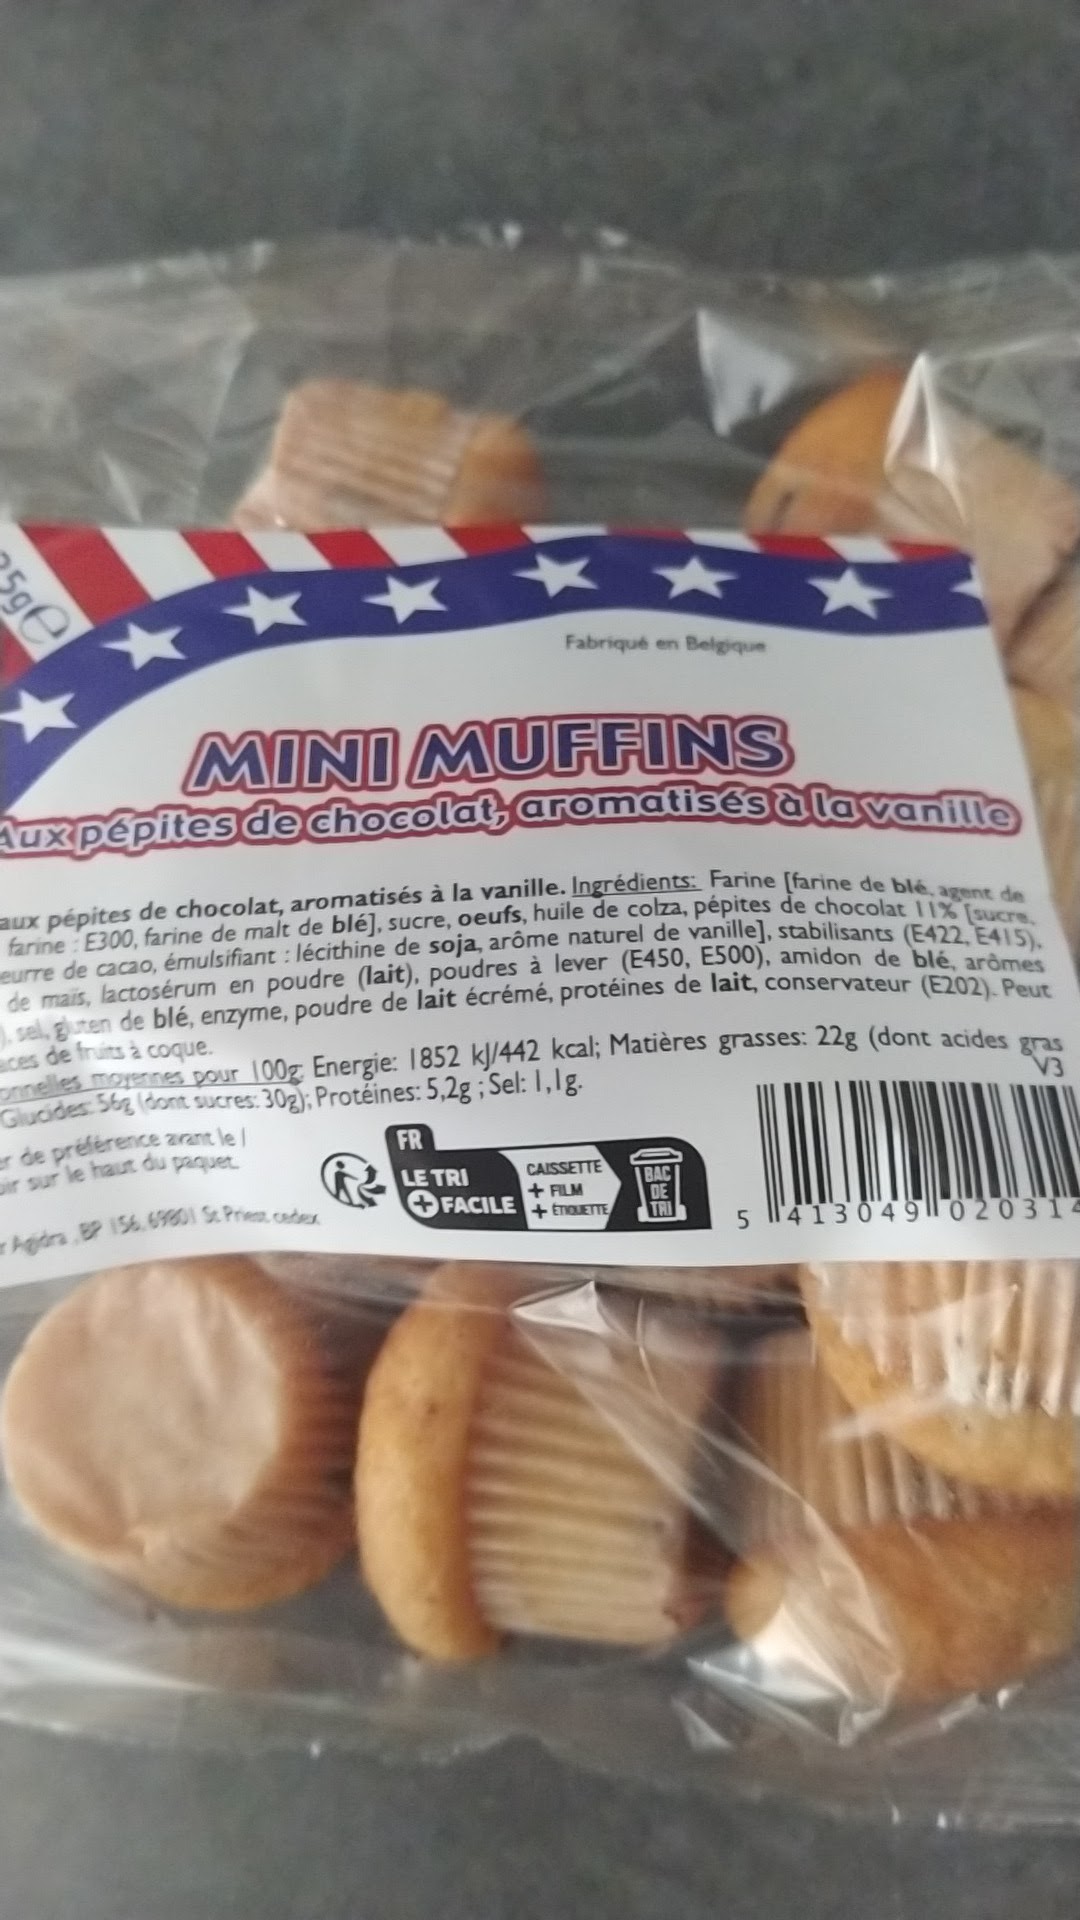 25g℮
Fabriqué en Belgique
MINI MUFFINS
Aux pépites de chocolat, aromatisés à la vanille
aux pépites de chocolat, aromatisés à la vanille. Ingrédients: Farine [farine de blé, agent de
farine : E300, farine de malt de blé], sucre, oeufs, huile de colza, pépites de chocolat 11% [sucre,
eurre de cacao, émulsifiant : lécithine de soja, arôme naturel de vanille], stabilisants (E422, E415),
de maïs, lactosérum en poudre (lait), poudres à lever (E450, E500), amidon de blé, arômes
), sel, gluten de blé, enzyme, poudre de lait écrémé, protéines de lait, conservateur (E202). Peut
aces de fruits à coque.
onnelles moyennes pour 100g: Energie: 1852 kJ/442 kcal; Matières grasses: 22g (dont acides gras
Glucides: 56g (dont sucres: 30g); Protéines: 5,2g ; Sel: 1,1g.
V3
er de préférence avant le /
oir sur le haut du paquet.
r Agidra , BP 156, 69801 St Priest cedex
FR
LE TRI
+ FACILE
CAISSETTE
+ FILM
+ ÉTIQUETTE
BAC
DE
TRI
5 413049 020314